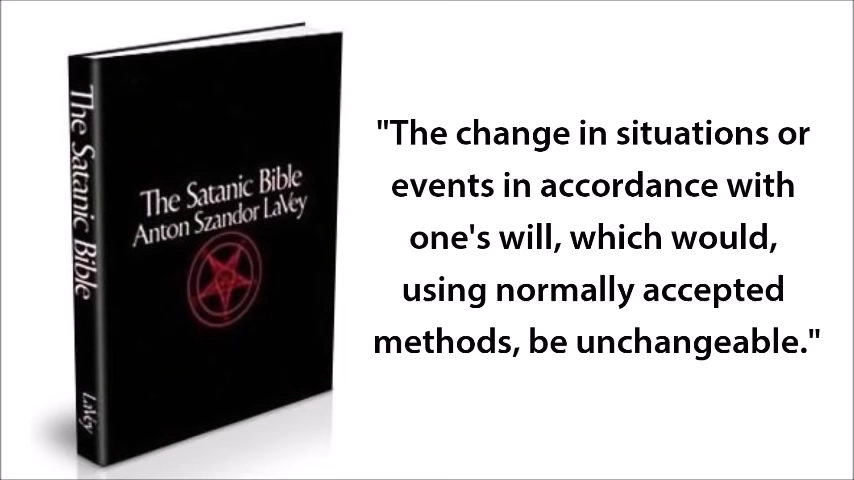 The Satanic Bible
LaVey
The Satanic Bible
Anton Szandor LaVey
"The change in situations or
events in accordance with
one's will, which would,
using normally accepted
methods, be unchangeable."